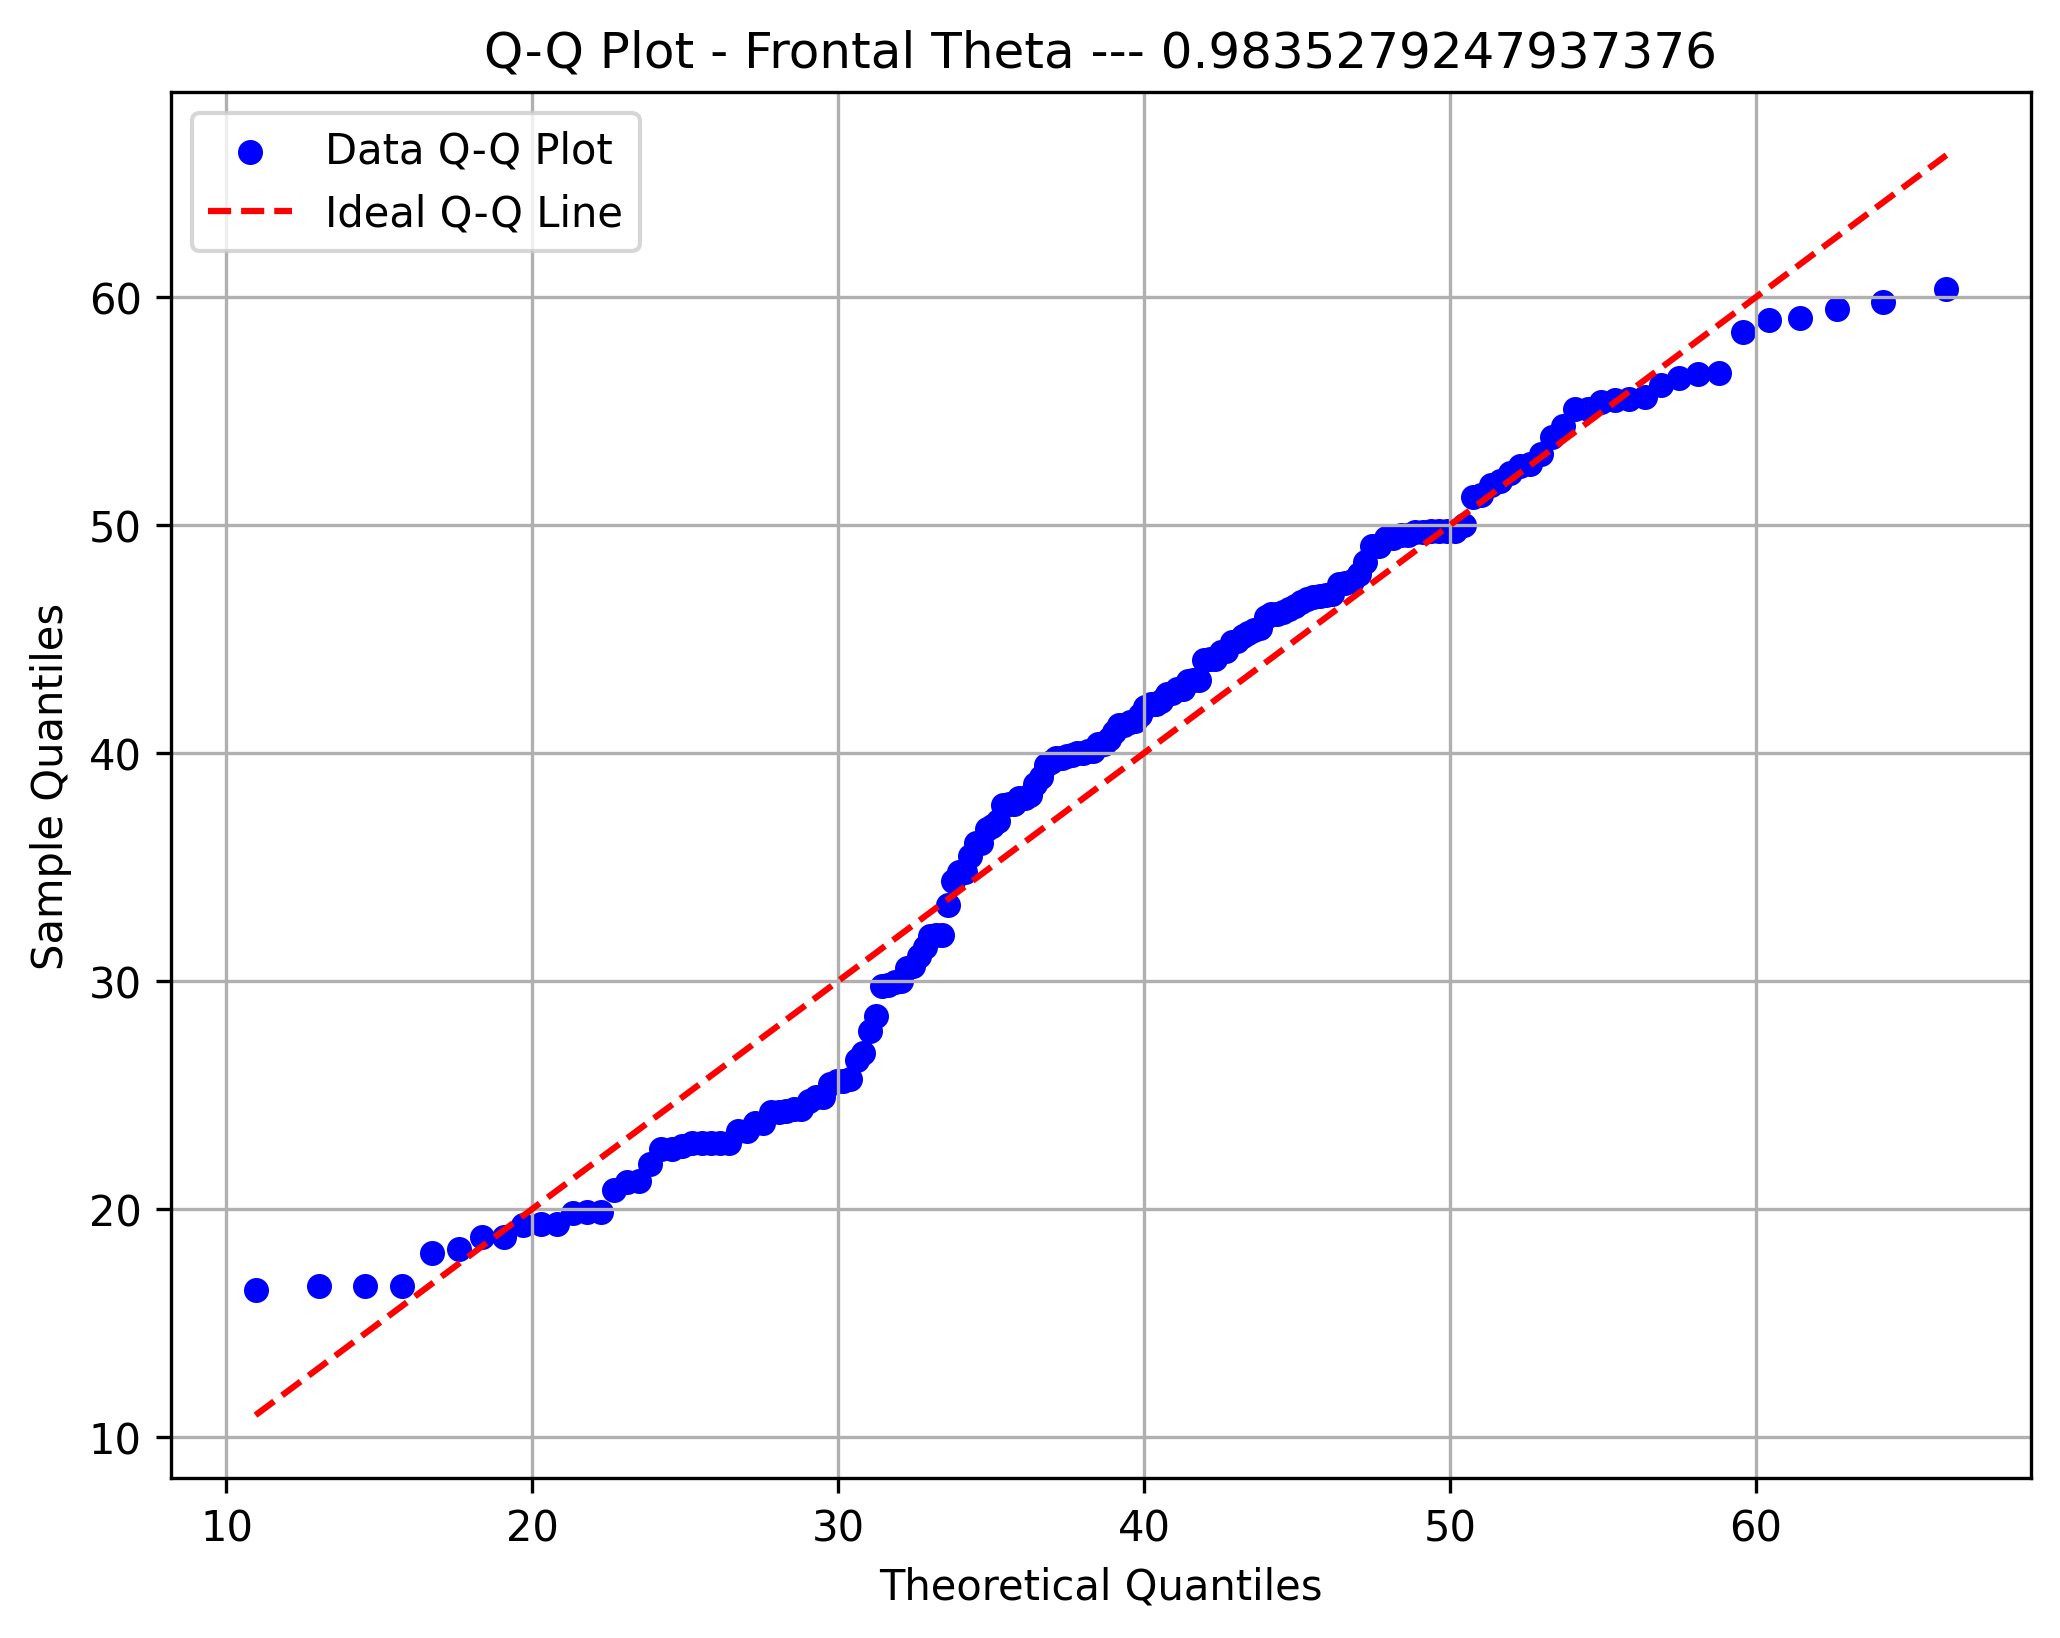 Q-Q Plot - Frontal Theta --- 0.9835279247937376
Data Q-Q Plot
Ideal Q-Q Line
60
50
40
30
20
10
Sample Quantiles
10 20 30 40 50 60
Theoretical Quantiles